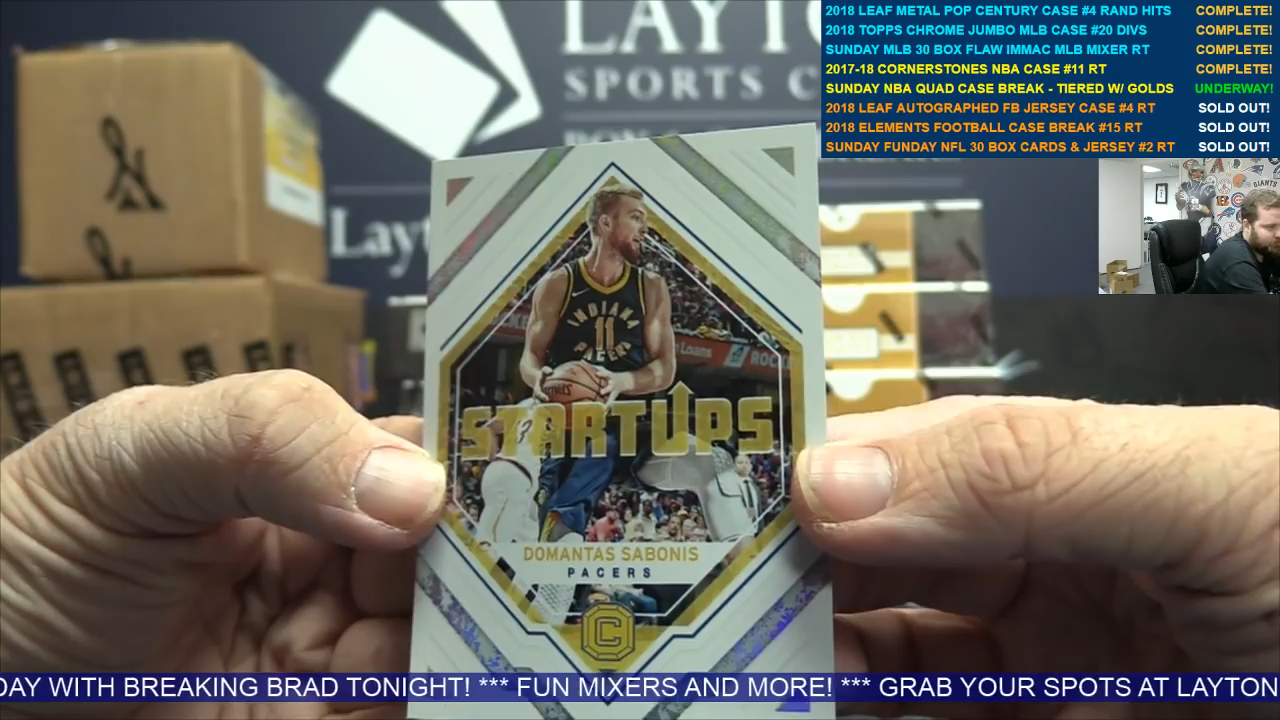 2018 LEAF METAL POP CENTURY CASE #4 RAND HITS COMPLETE!
2018 TOPPS CHROME JUMBO MLB CASE #20 DIVS COMPLETE!
SUNDAY MLB 30 BOX FLAW IMMAC MLB MIXER RT COMPLETE!
2017-18 CORNERSTONES NBA CASE #11 RT COMPLETE!
SUNDAY NBA QUAD CASE BREAK - TIERED W/ GOLDS UNDERWAY!
2018 LEAF AUTOGRAPHED FB JERSEY CASE #4 RT SOLD OUT!
2018 ELEMENTS FOOTBALL CASE BREAK #15 RT SOLD OUT!
SUNDAY FUNDAY NFL 30 BOX CARDS & JERSEY #2 RT SOLD OUT!
SPORTS
GIANTS
INDIANA
11
PACERS
Loans
STARTUPS
DOMANTAS SABONIS
PACERS
C
DAY WITH BREAKING BRAD TONIGHT! *** FUN MIXERS AND MORE! *** GRAB YOUR SPOTS AT LAYTON